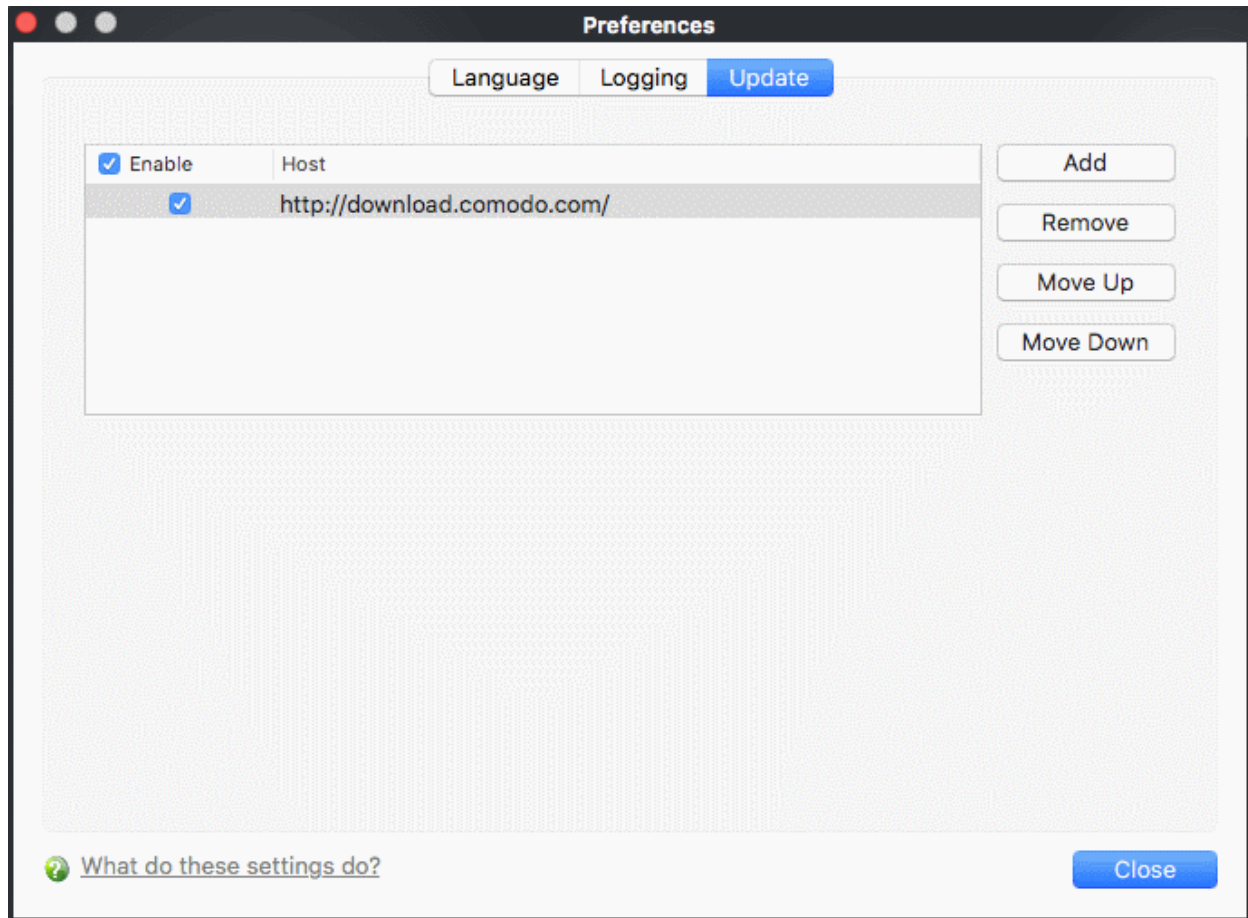 Preferences
Language Logging Update
Enable Host
http://download.comodo.com/
Add
Remove
Move Up
Move Down
What do these settings do?
Close